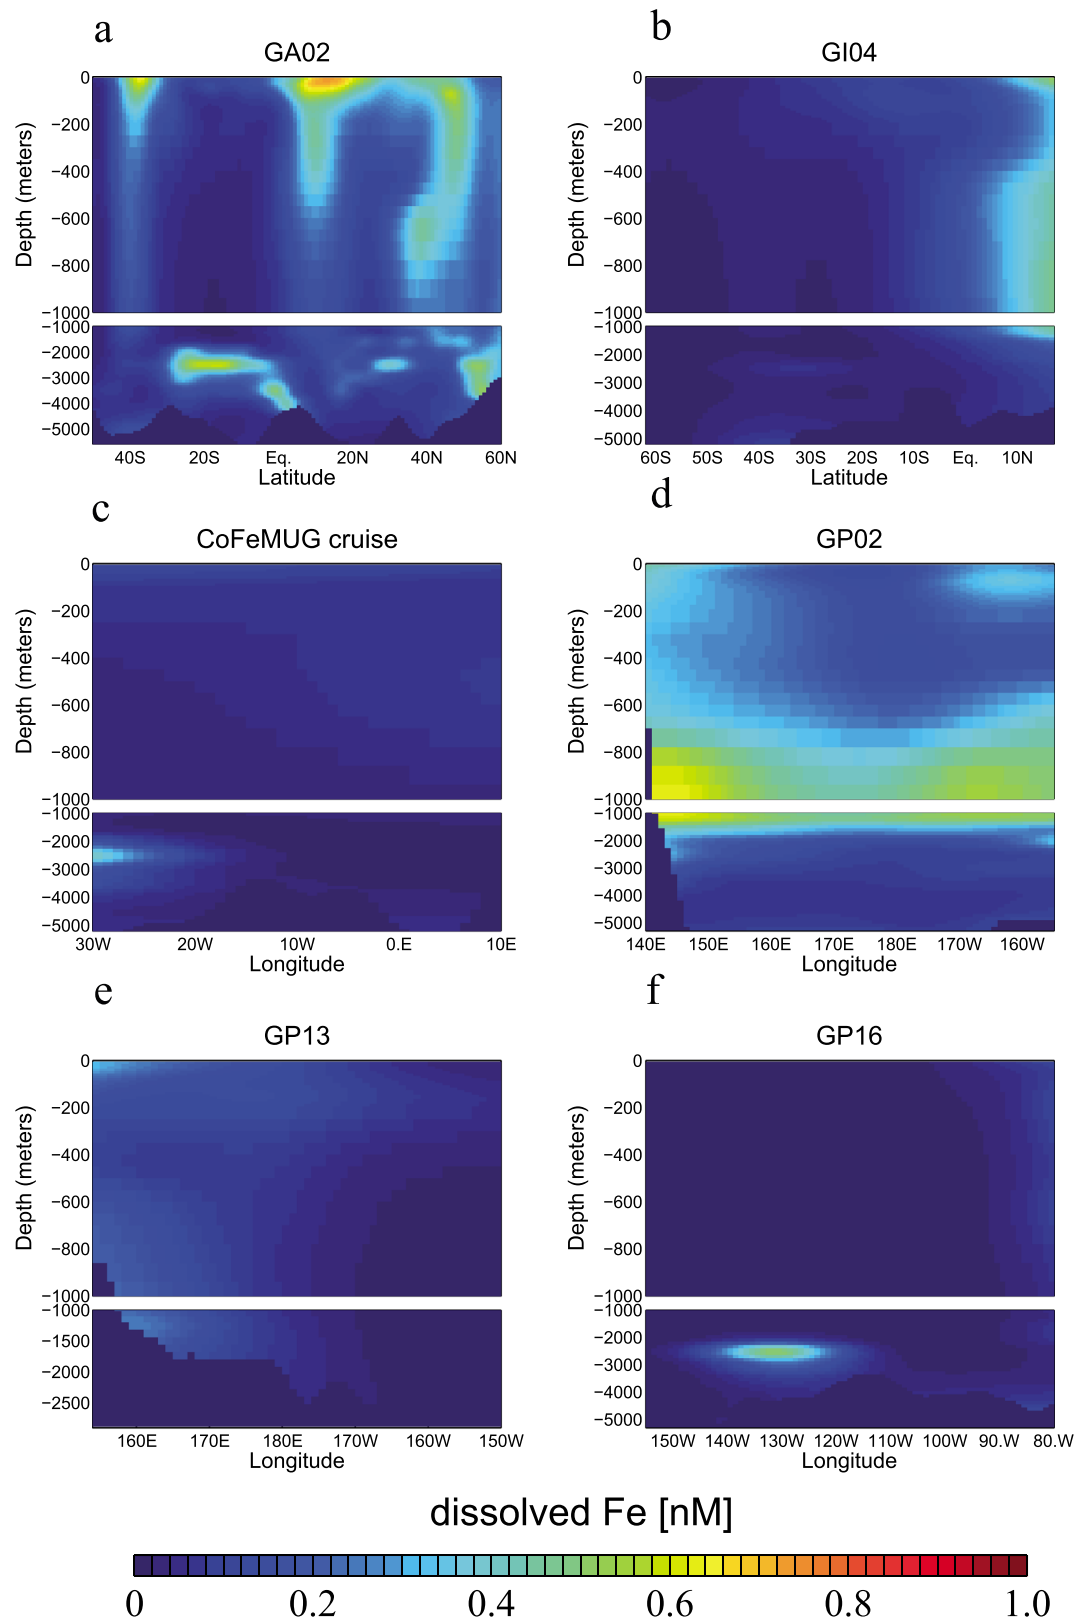 a
GA02
Depth (meters)
0
−200
−400
−600
−800
−1000
−1000
−2000
−3000
−4000
−5000
40S 20S Eq. 20N 40N 60N
Latitude
b
GI04
Depth (meters)
0
−200
−400
−600
−800
−1000
−1000
−2000
−3000
−4000
−5000
60S 50S 40S 30S 20S 10S Eq. 10N
Latitude
c
CoFeMUG cruise
Depth (meters)
0
−200
−400
−600
−800
−1000
−1000
−2000
−3000
−4000
−5000
30W 20W 10W 0.E 10E
Longitude
d
GP02
Depth (meters)
0
−200
−400
−600
−800
−1000
−1000
−2000
−3000
−4000
−5000
140E 150E 160E 170E 180E 170W 160W
Longitude
e
GP13
Depth (meters)
0
−200
−400
−600
−800
−1000
−1000
−1500
−2000
−2500
160E 170E 180E 170W 160W 150W
Longitude
f
GP16
Depth (meters)
0
−200
−400
−600
−800
−1000
−1000
−2000
−3000
−4000
−5000
150W 140W 130W 120W 110W 100W 90.W 80.W
Longitude
dissolved Fe [nM]
0 0.2 0.4 0.6 0.8 1.0